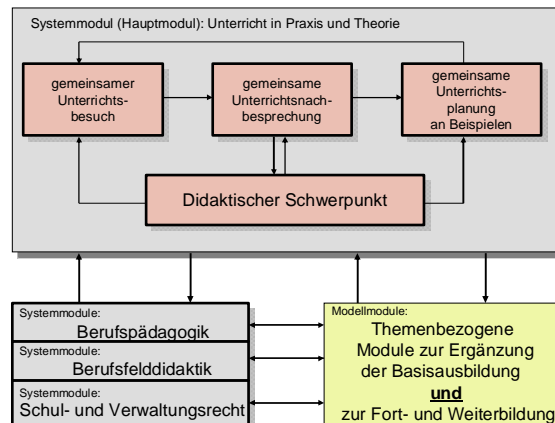 Systemmodul (Hauptmodul): Unterricht in Praxis und Theorie
gemeinsamer
Unterrichts-
besuch
gemeinsame
Unterrichtsnach-
besprechung
gemeinsame
Unterrichts-
planung
an Beispielen
Didaktischer Schwerpunkt
Systemmodule:
Berufspädagogik
Systemmodule:
Berufsfelddidaktik
Systemmodule:
Schul- und Verwaltungsrecht
Modellmodule:
Themenbezogene
Module zur Ergänzung
der Basisausbildung
und
zur Fort- und Weiterbildung